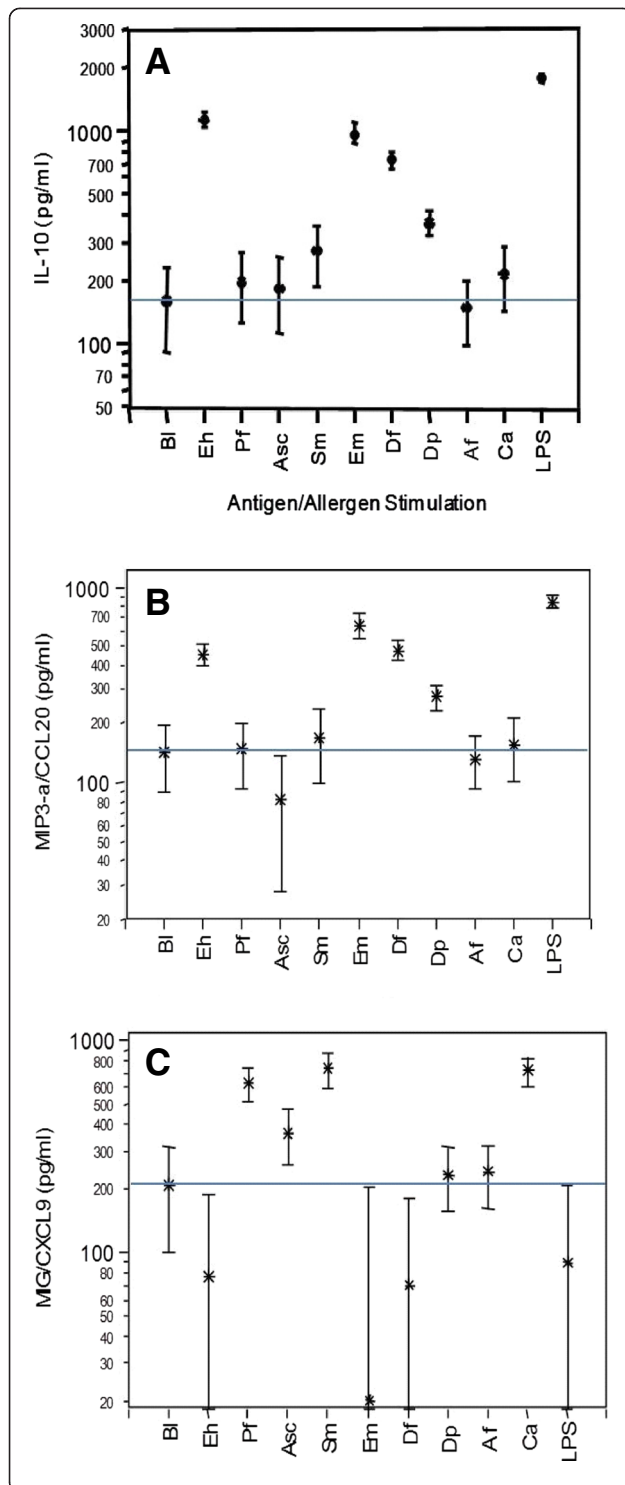 A
IL-10 (pg/ml)
3000
2000
1000
700
500
300
200
100
70
50
Bl
Eh
Pf
Asc
Sm
Em
Df
Dp
Af
Ca
LPS
Antigen/Allergen Stimulation
B
MIP3-a/CCL20 (pg/ml)
1000
700
500
400
300
200
100
80
60
50
40
30
20
Bl
Eh
Pf
Asc
Sm
Em
Df
Dp
Af
Ca
LPS
C
MG/CXCL9 (pg/ml)
1000
800
600
500
400
300
200
100
80
60
50
40
30
20
Bl
Eh
Pf
Asc
Sm
Em
Df
Dp
Af
Ca
LPS